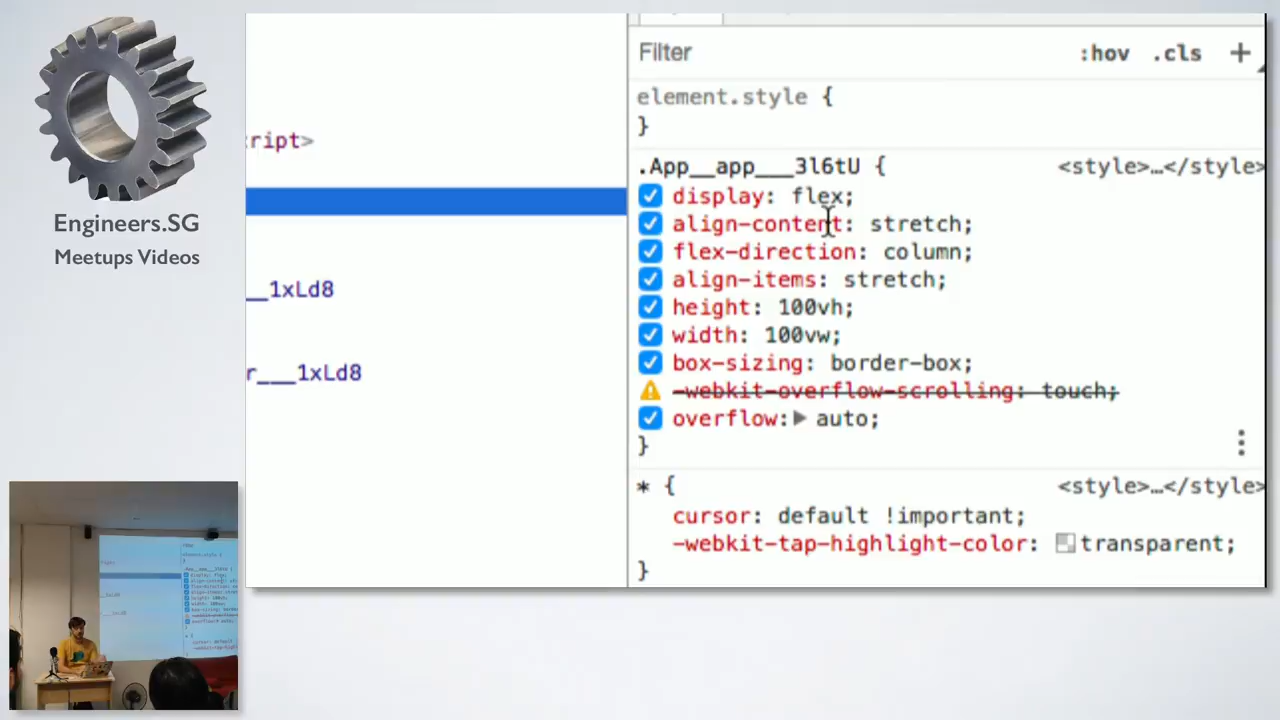 Engineers.SG
Meetups Videos
ript>
__1xLd8
r___1xLd8
Filter
:hov .cls +
element.style {
}
.App__app___3l6tU { <style>…</style>
display: flex;
align-content: stretch;
flex-direction: column;
align-items: stretch;
height: 100vh;
width: 100vw;
box-sizing: border-box;
-webkit-overflow-scrolling: touch;
overflow:▶ auto;
}
* { <style>…</style>
cursor: default !important;
-webkit-tap-highlight-color: transparent;
}